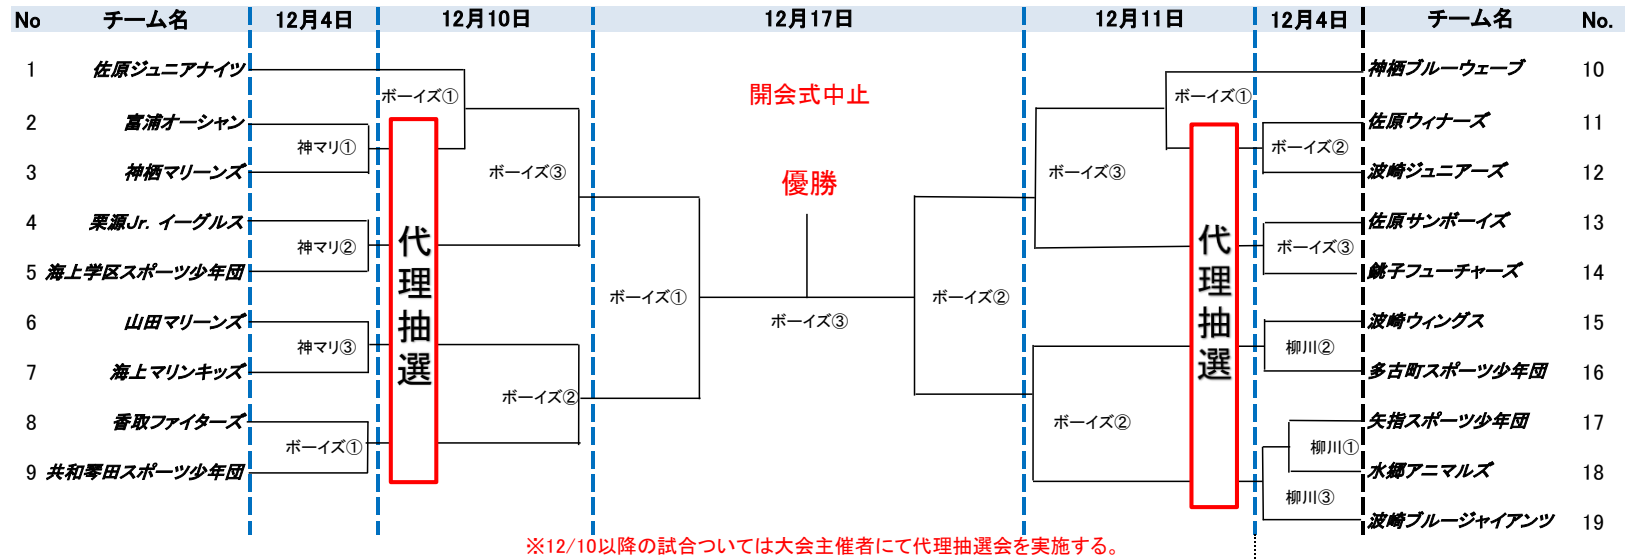 No チーム名 12月4日 12月10日 12月17日 12月11日 12月4日 チーム名 No.
1 佐原ジュニアナイツ 神栖ブルーウェーブ 10
ボーイズ① 開会式中止 ボーイズ①
2 富浦オーシャン 佐原ウィナーズ 11
神マリ① ボーイズ②
3 神栖マリーンズ ボーイズ③ 優勝 ボーイズ③ 波崎ジュニアーズ 12
4 栗源Jr. イーグルス 佐原サンボーイズ 13
神マリ② 代理抽選 代理抽選 ボーイズ③
5 海上学区スポーツ少年団 銚子フューチャーズ 14
ボーイズ① ボーイズ②
6 山田マリーンズ ボーイズ③ 波崎ウィングス 15
神マリ③ 柳川②
7 海上マリンキッズ 多古町スポーツ少年団 16
ボーイズ②
8 香取ファイターズ ボーイズ② 矢指スポーツ少年団 17
ボーイズ① 柳川①
9 共和琴田スポーツ少年団 水郷アニマルズ 18
柳川③
波崎ブルージャイアンツ 19
※12/10以降の試合ついては大会主催者にて代理抽選会を実施する。